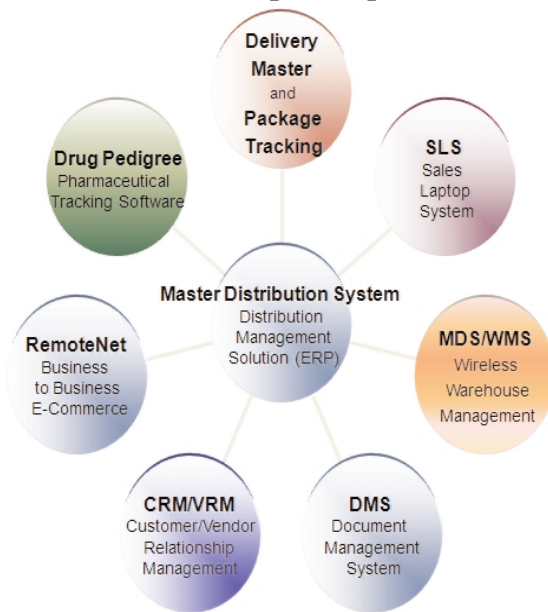 Delivery
Master
and
Package
Tracking
SLS
Sales
Laptop
System
Drug Pedigree
Pharmaceutical
Tracking Software
Master Distribution System
Distribution
Management
Solution (ERP)
MDS/WMS
Wireless
Warehouse
Management
RemoteNet
Business
to Business
E-Commerce
CRM/VRM
Customer/Vendor
Relationship
Management
DMS
Document
Management
System